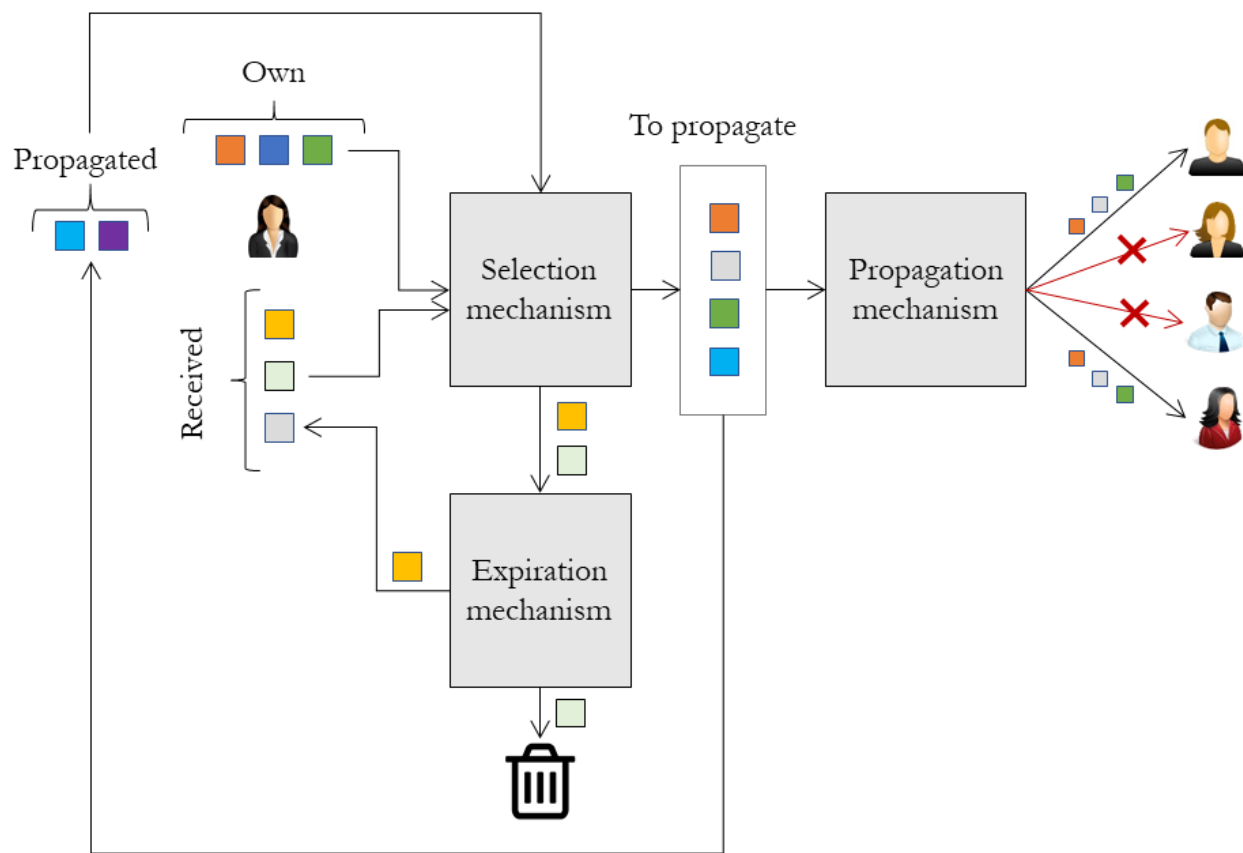 Own
To propagate
Propagated
Selection
mechanism
Propagation
mechanism
Received
Expiration
mechanism